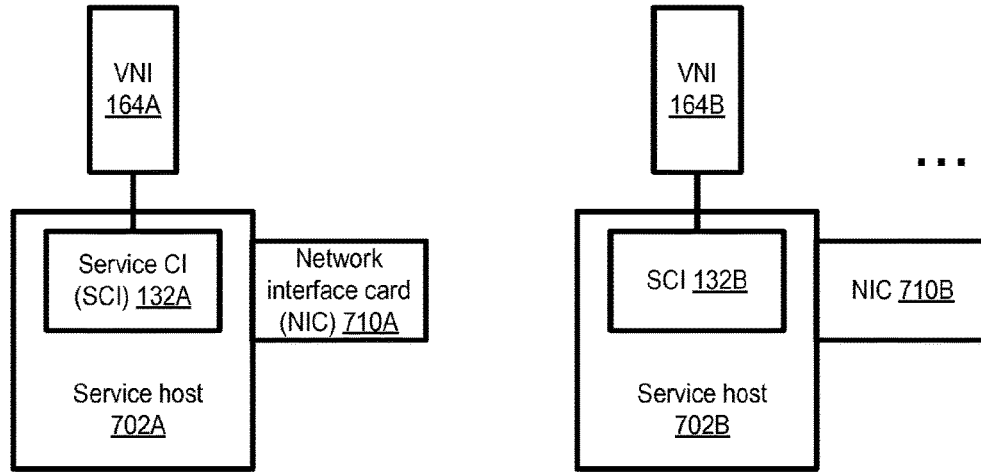 VNI
164A
Service CI
(SCI) 132A
Network
interface card
(NIC) 710A
Service host
702A
VNI
164B
SCI 132B
NIC 710B
Service host
702B
...